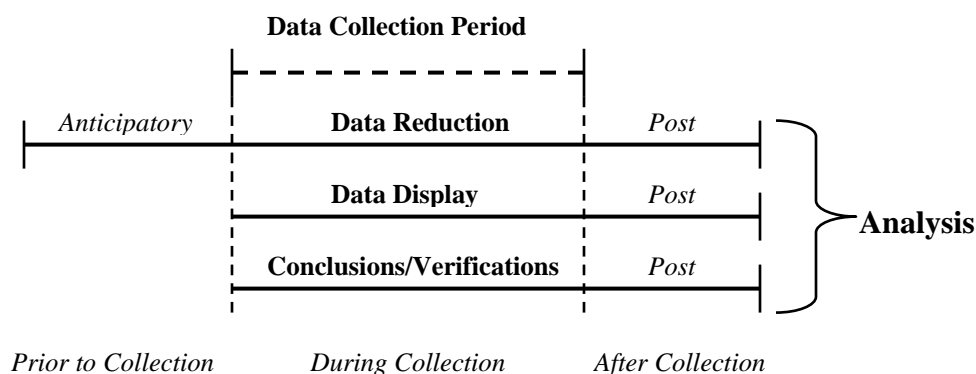 Data Collection Period
Anticipatory Data Reduction Post
Data Display Post
Analysis
Conclusions/Verifications Post
Prior to Collection During Collection After Collection